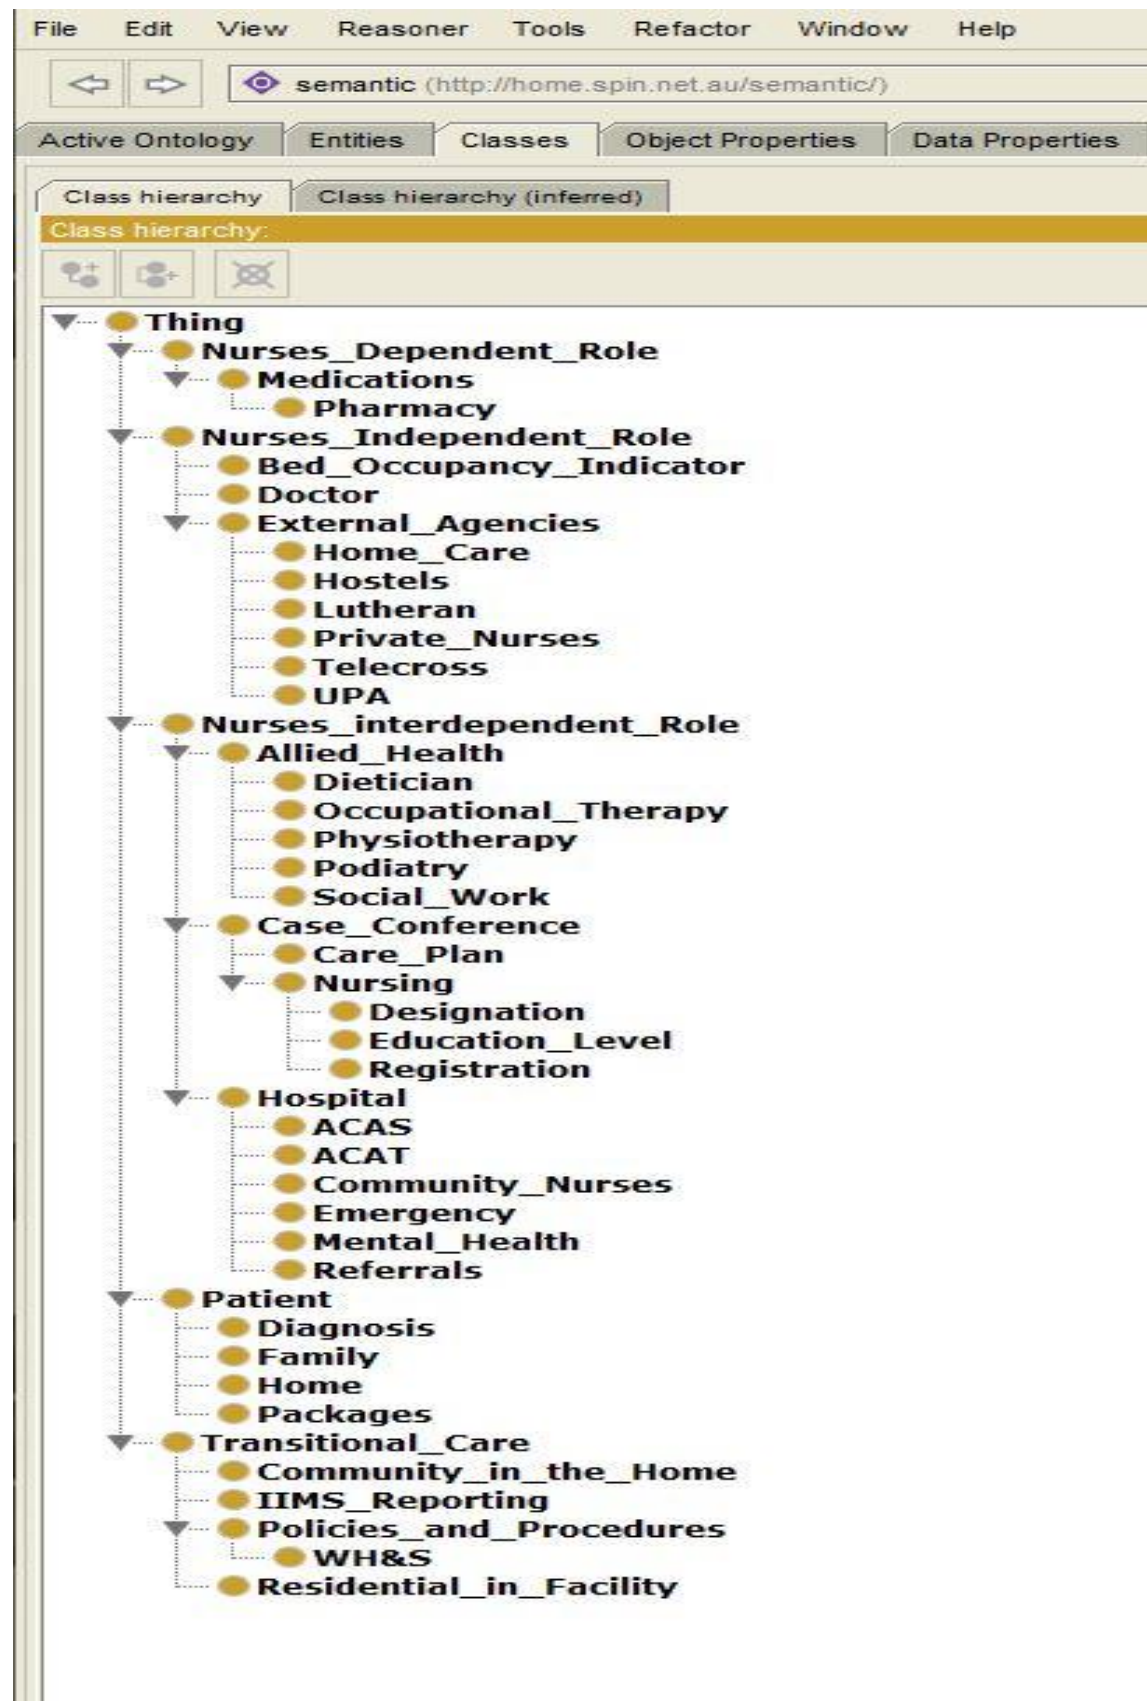 File Edit View Reasoner Tools Refactor Window Help
semantic (http://home.spin.net.au/semantic/)
Active Ontology Entities Classes Object Properties Data Properties
Class hierarchy Class hierarchy (inferred)
Class hierarchy:
Thing
Nurses_Dependent_Role
Medications
Pharmacy
Nurses_Independent_Role
Bed_Occupancy_Indicator
Doctor
External_Agencies
Home_Care
Hostels
Lutheran
Private_Nurses
Telecross
UPA
Nurses_interdependent_Role
Allied_Health
Dietician
Occupational_Therapy
Physiotherapy
Podiatry
Social_Work
Case_Conference
Care_Plan
Nursing
Designation
Education_Level
Registration
Hospital
ACAS
ACAT
Community_Nurses
Emergency
Mental_Health
Referrals
Patient
Diagnosis
Family
Home
Packages
Transitional_Care
Community_in_the_Home
IIMS_Reporting
Policies_and_Procedures
WH&S
Residential_in_Facility